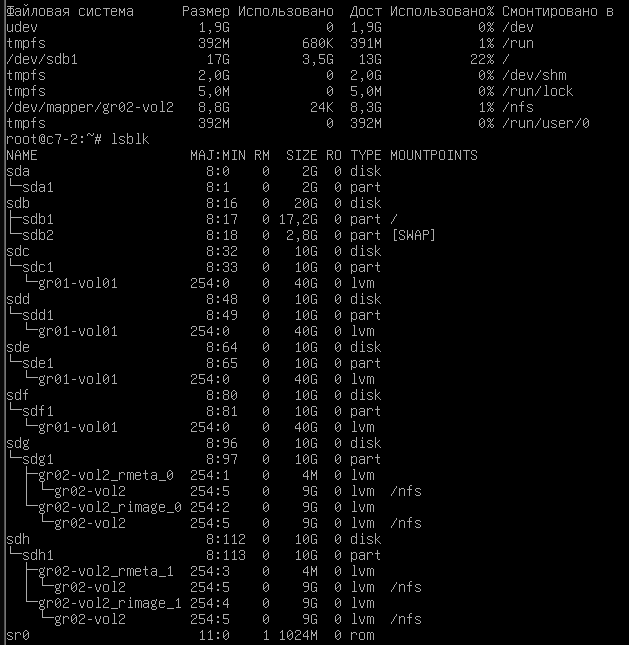 Файловая система      Размер Использовано  Дост Использовано% Смонтировано в
udev                    1,9G            0  1,9G            0% /dev
tmpfs                   392M         680K  391M            1% /run
/dev/sdb1                17G         3,5G   13G           22% /
tmpfs                   2,0G            0  2,0G            0% /dev/shm
tmpfs                   5,0M            0  5,0M            0% /run/lock
/dev/mapper/gr02-vol2   8,8G          24K  8,3G            1% /nfs
tmpfs                   392M            0  392M            0% /run/user/0
root@c7-2:~# lsblk
NAME                   MAJ:MIN RM  SIZE RO TYPE MOUNTPOINTS
sda                      8:0    0    2G  0 disk
└─sda1                   8:1    0    2G  0 part
sdb                      8:16   0   20G  0 disk
├─sdb1                   8:17   0 17,2G  0 part /
└─sdb2                   8:18   0  2,8G  0 part [SWAP]
sdc                      8:32   0   10G  0 disk
└─sdc1                   8:33   0   10G  0 part
  └─gr01-vol01         254:0    0   40G  0 lvm
sdd                      8:48   0   10G  0 disk
└─sdd1                   8:49   0   10G  0 part
  └─gr01-vol01         254:0    0   40G  0 lvm
sde                      8:64   0   10G  0 disk
└─sde1                   8:65   0   10G  0 part
  └─gr01-vol01         254:0    0   40G  0 lvm
sdf                      8:80   0   10G  0 disk
└─sdf1                   8:81   0   10G  0 part
  └─gr01-vol01         254:0    0   40G  0 lvm
sdg                      8:96   0   10G  0 disk
└─sdg1                   8:97   0   10G  0 part
  ├─gr02-vol2_rmeta_0  254:1    0    4M  0 lvm
  │ └─gr02-vol2        254:5    0    9G  0 lvm  /nfs
  └─gr02-vol2_rimage_0 254:2    0    9G  0 lvm
    └─gr02-vol2        254:5    0    9G  0 lvm  /nfs
sdh                      8:112  0   10G  0 disk
└─sdh1                   8:113  0   10G  0 part
  ├─gr02-vol2_rmeta_1  254:3    0    4M  0 lvm
  │ └─gr02-vol2        254:5    0    9G  0 lvm  /nfs
  └─gr02-vol2_rimage_1 254:4    0    9G  0 lvm
    └─gr02-vol2        254:5    0    9G  0 lvm  /nfs
sr0                     11:0    1 1024M  0 rom